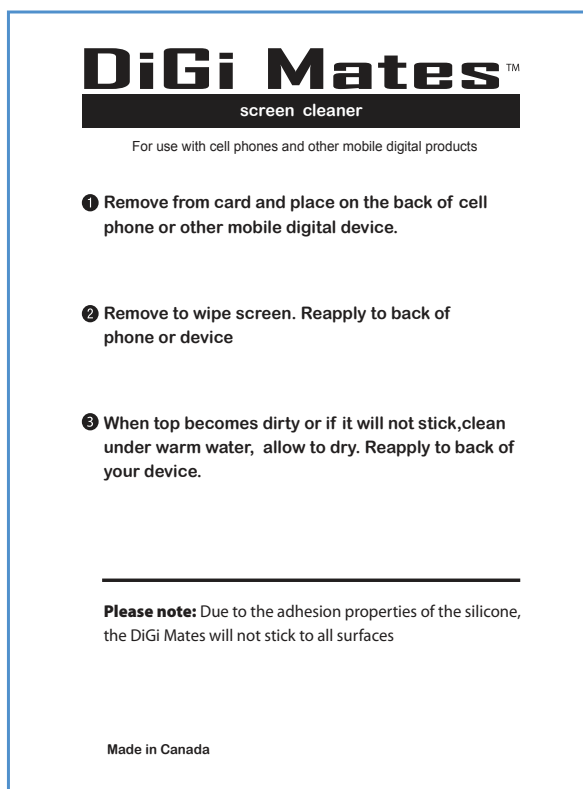 DiGi Mates™
screen cleaner
For use with cell phones and other mobile digital products
1 Remove from card and place on the back of cell
phone or other mobile digital device.
2 Remove to wipe screen. Reapply to back of
phone or device
3 When top becomes dirty or if it will not stick,clean
under warm water, allow to dry. Reapply to back of
your device.
Please note: Due to the adhesion properties of the silicone,
the DiGi Mates will not stick to all surfaces
Made in Canada